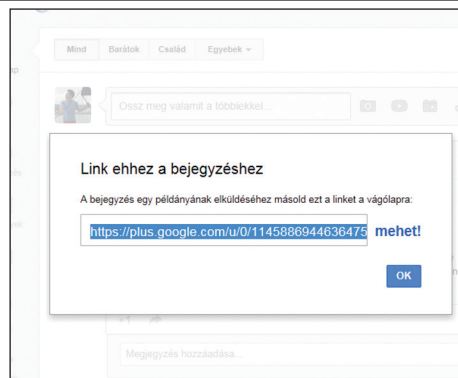 Mind Barátok Család Egyebek
Ossz meg valamit a többiekkel...
Link ehhez a bejegyzéshez
A bejegyzés egy példányának elküldéséhez másold ezt a linket a vágólapra:
https://plus.google.com/u/0/1145886944636475 mehet!
OK
+1
Megjegyzés hozzáadása...